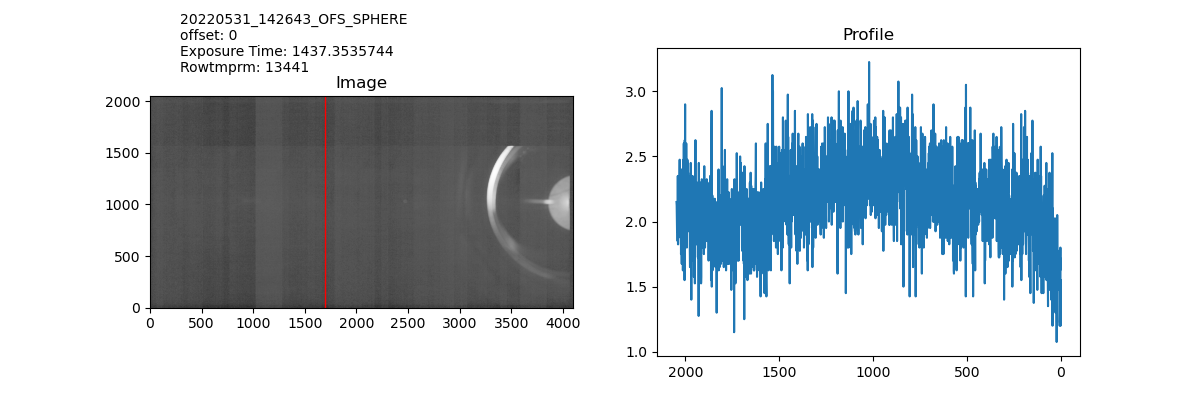 20220531_142643_OFS_SPHERE
offset: 0
Exposure Time: 1437.3535744
Rowtmprm: 13441
Image
2000
1500
1000
500
0
0 500 1000 1500 2000 2500 3000 3500 4000
Profile
3.0
2.5
2.0
1.5
1.0
2000 1500 1000 500 0